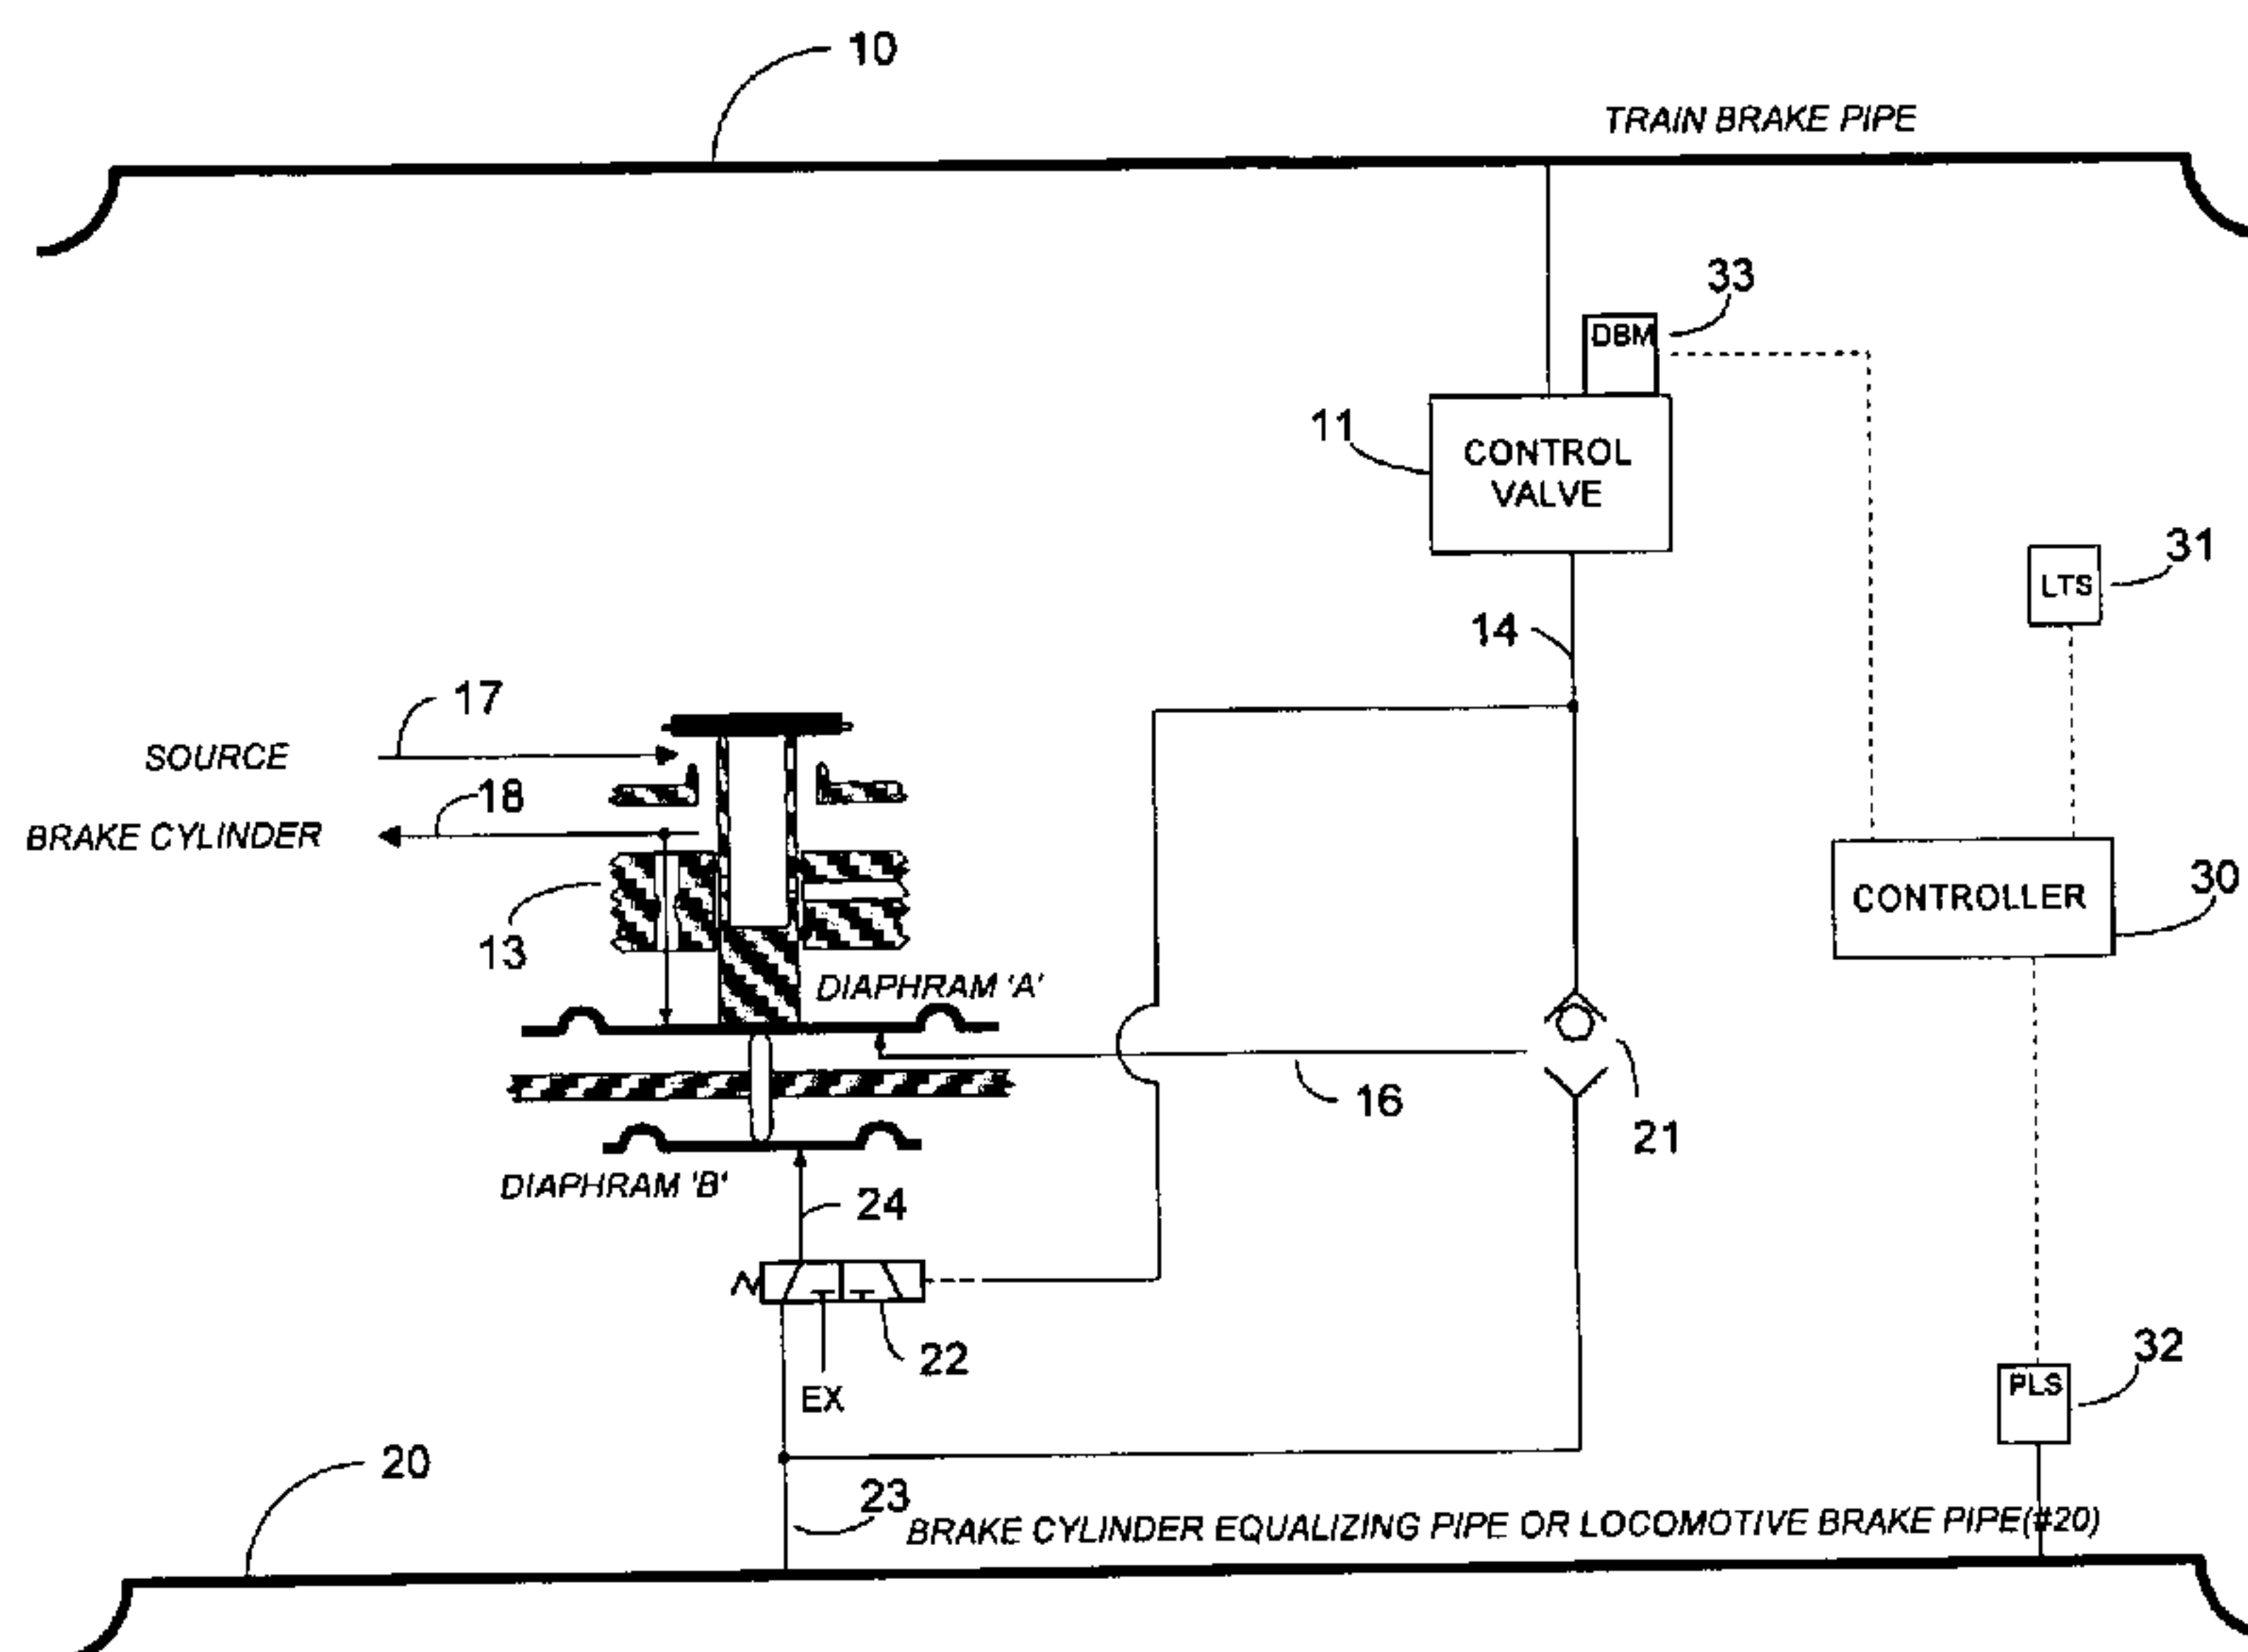 10
TRAIN BRAKE PIPE
33
DBM
11
CONTROL
VALVE
31
LTS
14
17
SOURCE
18
BRAKE CYLINDER
30
CONTROLLER
13
DIAPHRAM 'A'
16
21
DIAPHRAM 'B'
24
22
32
PLS
EX
20
23
BRAKE CYLINDER EQUALIZING PIPE OR LOCOMOTIVE BRAKE PIPE(#20)